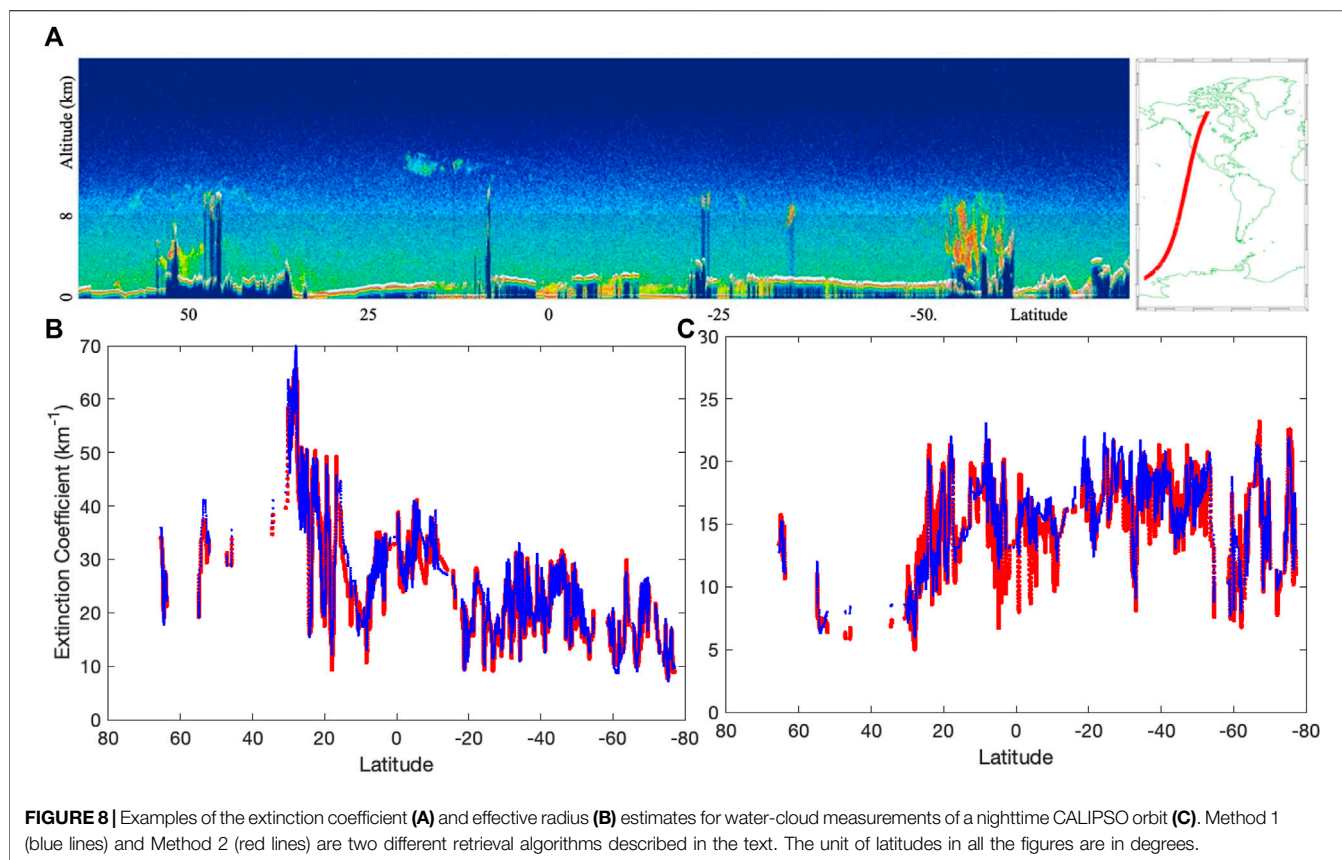 A
Altitude (km)
8
0
50 25 0 -25 -50. Latitude
B
70
60
50
40
30
20
10
0
Extinction Coefficient (km-1)
80 60 40 20 0 -20 -40 -60 -80
Latitude
C
30
25
20
15
10
5
0
80 60 40 20 0 -20 -40 -60 -80
Latitude
FIGURE 8 | Examples of the extinction coefficient (A) and effective radius (B) estimates for water-cloud measurements of a nighttime CALIPSO orbit (C). Method 1
(blue lines) and Method 2 (red lines) are two different retrieval algorithms described in the text. The unit of latitudes in all the figures are in degrees.